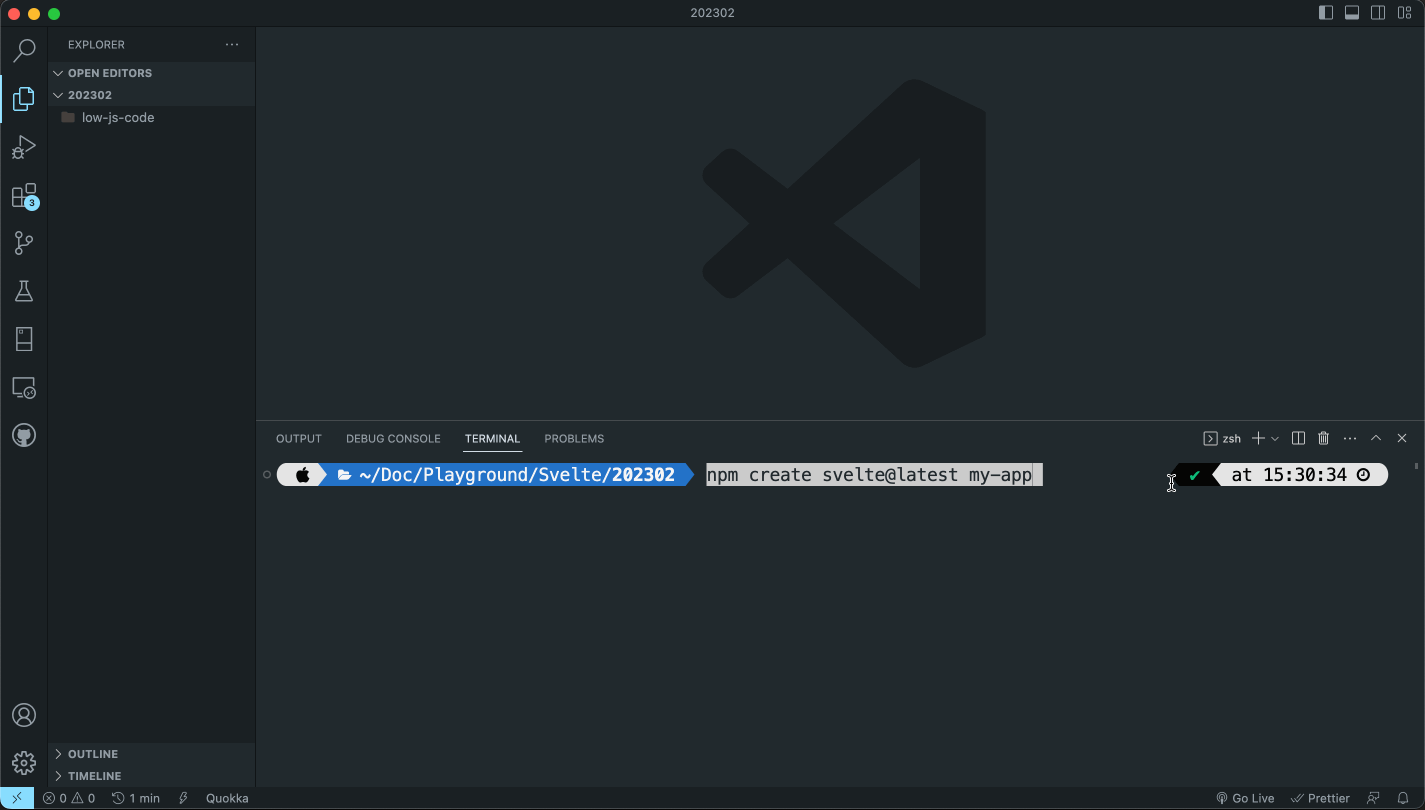 202302
EXPLORER
OPEN EDITORS
202302
low-js-code
3
OUTPUT DEBUG CONSOLE TERMINAL PROBLEMS
zsh
~/Doc/Playground/Svelte/202302 npm create svelte@latest my-app ✔ at 15:30:34
OUTLINE
TIMELINE
0 0 1 min Quokka Go Live Prettier